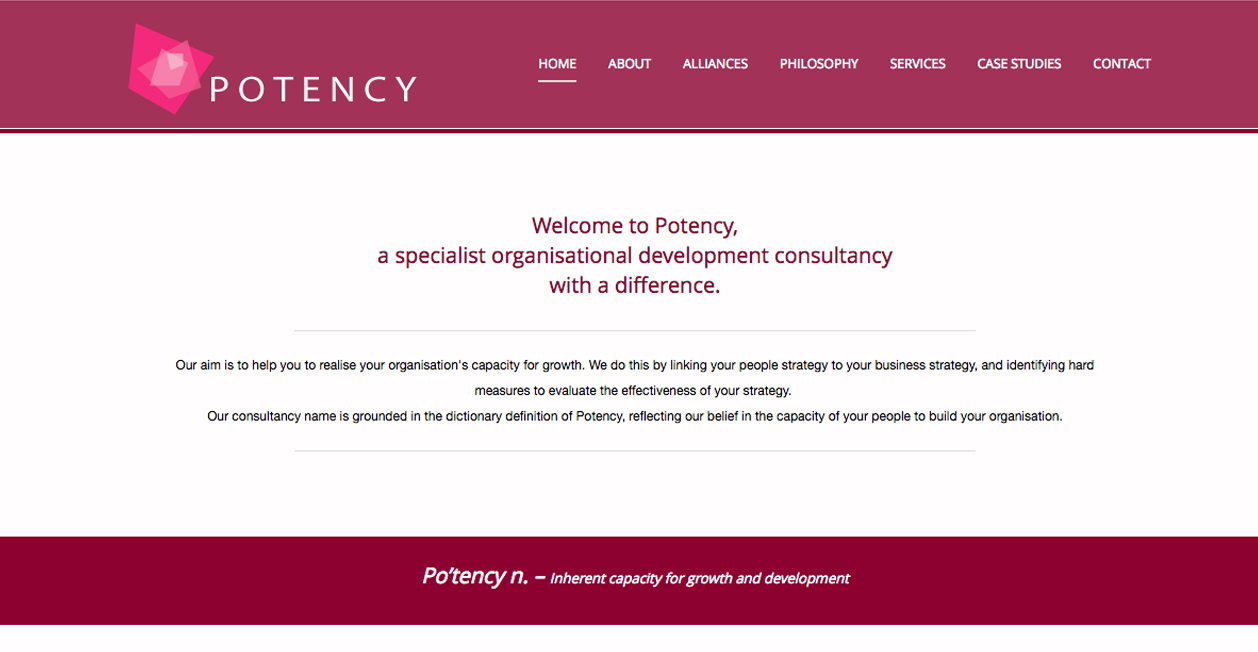 POTENCY
HOME ABOUT ALLIANCES PHILOSOPHY SERVICES CASE STUDIES CONTACT
Welcome to Potency,
a specialist organisational development consultancy
with a difference.
Our aim is to help you to realise your organisation's capacity for growth. We do this by linking your people strategy to your business strategy, and identifying hard
measures to evaluate the effectiveness of your strategy.
Our consultancy name is grounded in the dictionary definition of Potency, reflecting our belief in the capacity of your people to build your organisation.
Po’tency n. – Inherent capacity for growth and development